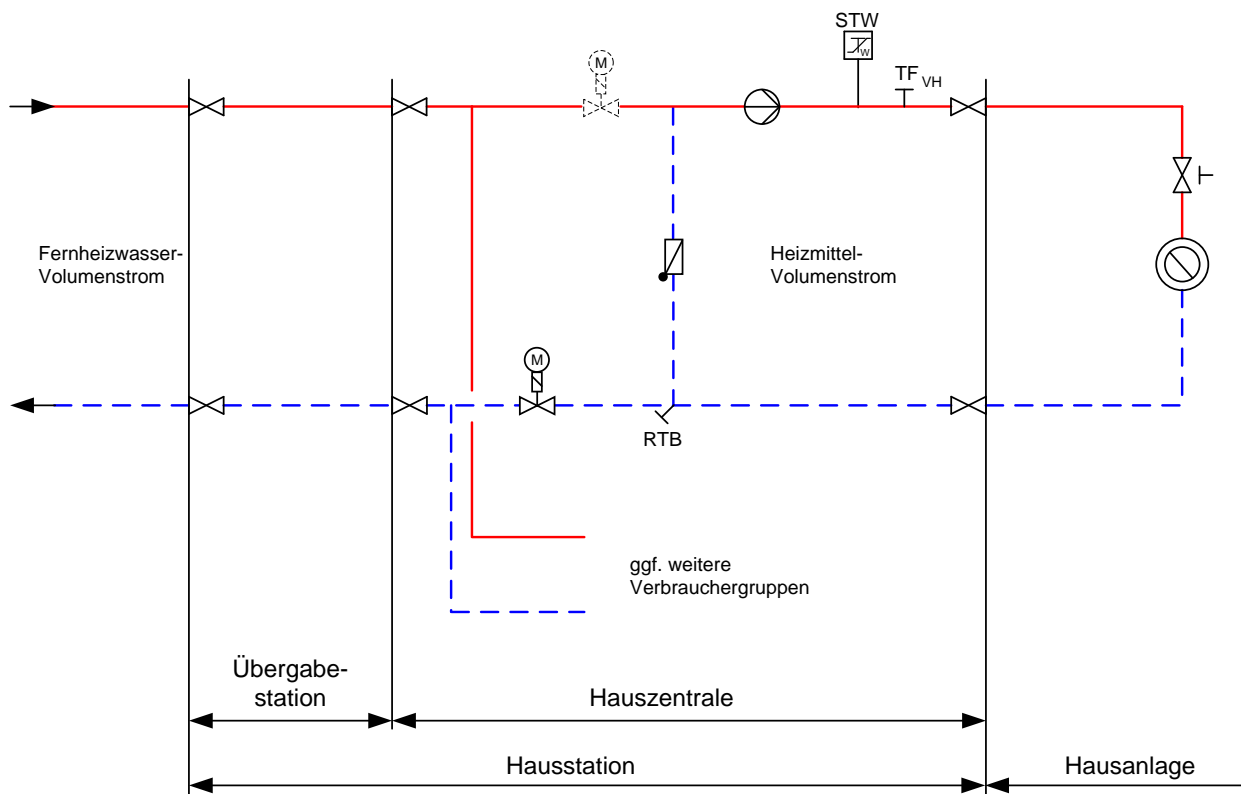 STW
W
M
TF VH
Fernheizwasser-
Volumenstrom
Heizmittel-
Volumenstrom
M
RTB
ggf. weitere
Verbrauchergruppen
Übergabe-
station
Hauszentrale
Hausstation
Hausanlage